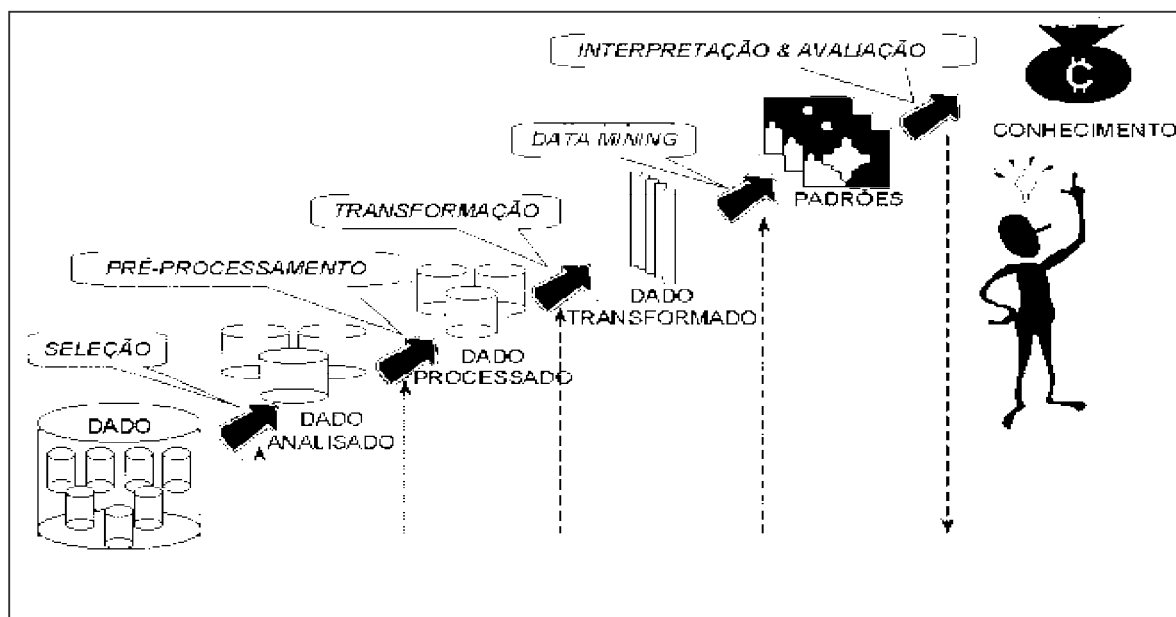 INTERPRETAÇÃO & AVALIAÇÃO
₵
CONHECIMENTO
DATA MINING
PADRÕES
TRANSFORMAÇÃO
DADO
TRANSFORMADO
PRÉ-PROCESSAMENTO
DADO
PROCESSADO
SELEÇÃO
DADO
ANALISADO
DADO